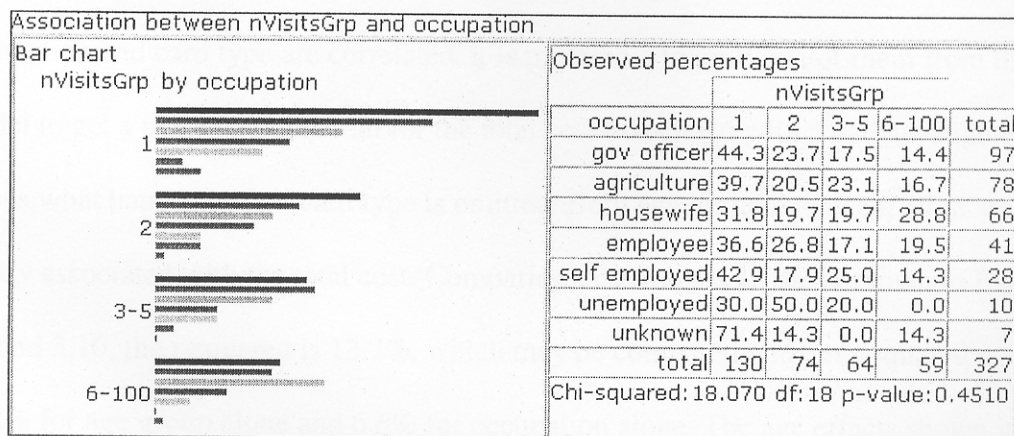 Association between nVisitsGrp and occupation
Bar chart
nVisitsGrp by occupation
1
2
3-5
6-100
Observed percentages
nVisitsGrp
occupation 1 2 3-5 6-100 total
gov officer 44.3 23.7 17.5 14.4 97
agriculture 39.7 20.5 23.1 16.7 78
housewife 31.8 19.7 19.7 28.8 66
employee 36.6 26.8 17.1 19.5 41
self employed 42.9 17.9 25.0 14.3 28
unemployed 30.0 50.0 20.0 0.0 10
unknown 71.4 14.3 0.0 14.3 7
total 130 74 64 59 327
Chi-squared: 18.070 df: 18 p-value: 0.4510